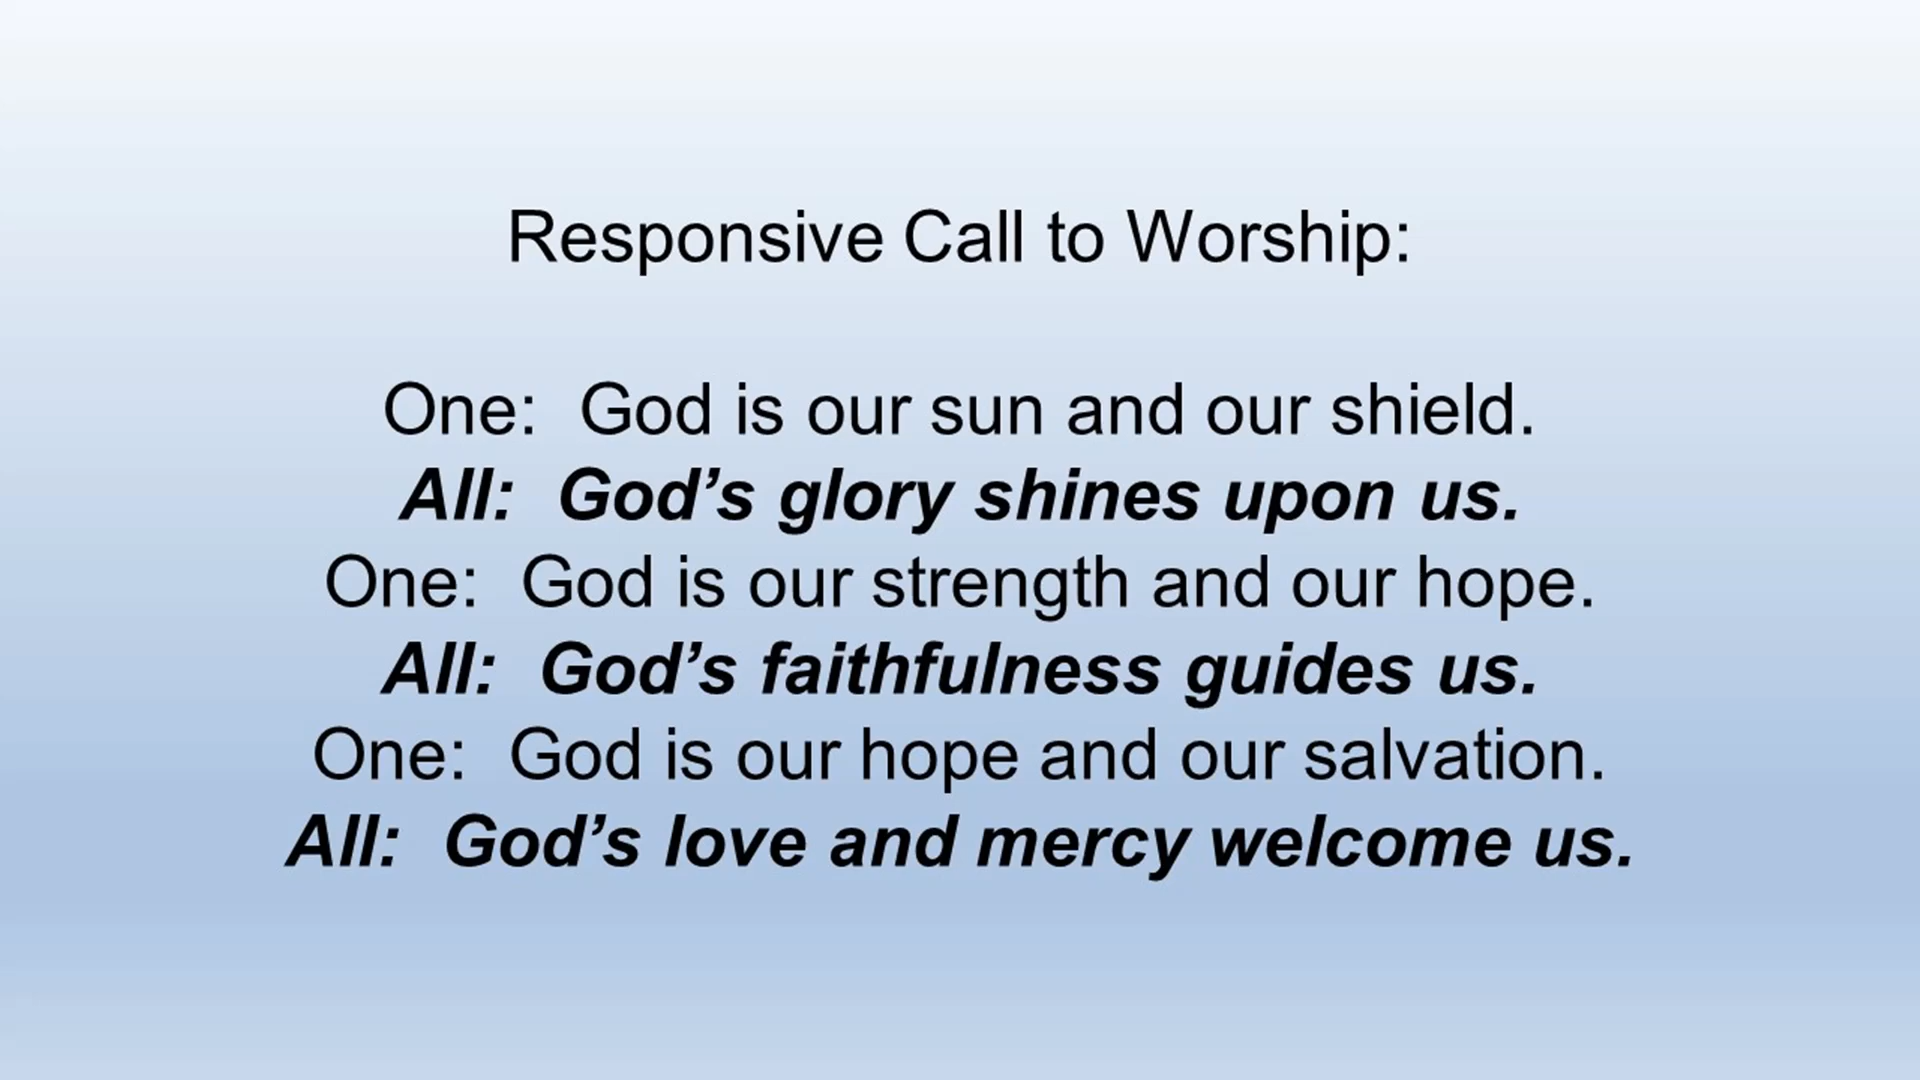 Responsive Call to Worship:
One:  God is our sun and our shield.
All:  God’s glory shines upon us.
One:  God is our strength and our hope.
All:  God’s faithfulness guides us.
One:  God is our hope and our salvation.
All:  God’s love and mercy welcome us.